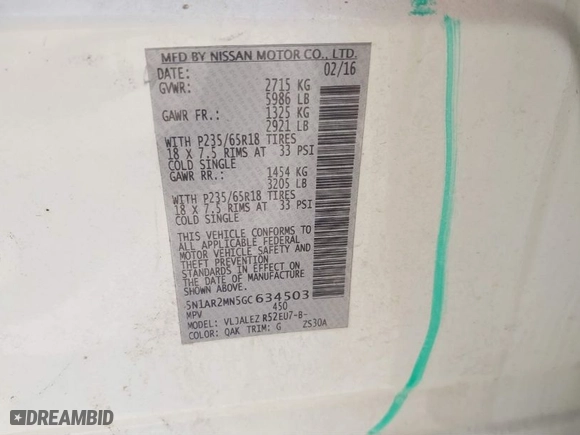 MFD BY NISSAN MOTOR CO., LTD.
DATE: 02/16
GVWR: 2715 KG
5986 LB
GAWR FR.: 1325 KG
2921 LB
WITH P235/65R18 TIRES
18 X 7.5 RIMS AT 33 PSI
COLD SINGLE
GAWR RR.: 1454 KG
3205 LB
WITH P235/65R18 TIRES
18 X 7.5 RIMS AT 33 PSI
COLD SINGLE
THIS VEHICLE CONFORMS TO
ALL APPLICABLE FEDERAL
MOTOR VEHICLE SAFETY AND
THEFT PREVENTION
STANDARDS IN EFFECT ON
THE DATE OF MANUFACTURE
SHOWN ABOVE.
5N1AR2MN5GC 634503
MPV 450
MODEL: VLJALEZ R52EU7-B-
COLOR: QAK TRIM: G ZS30A
DREAMBID